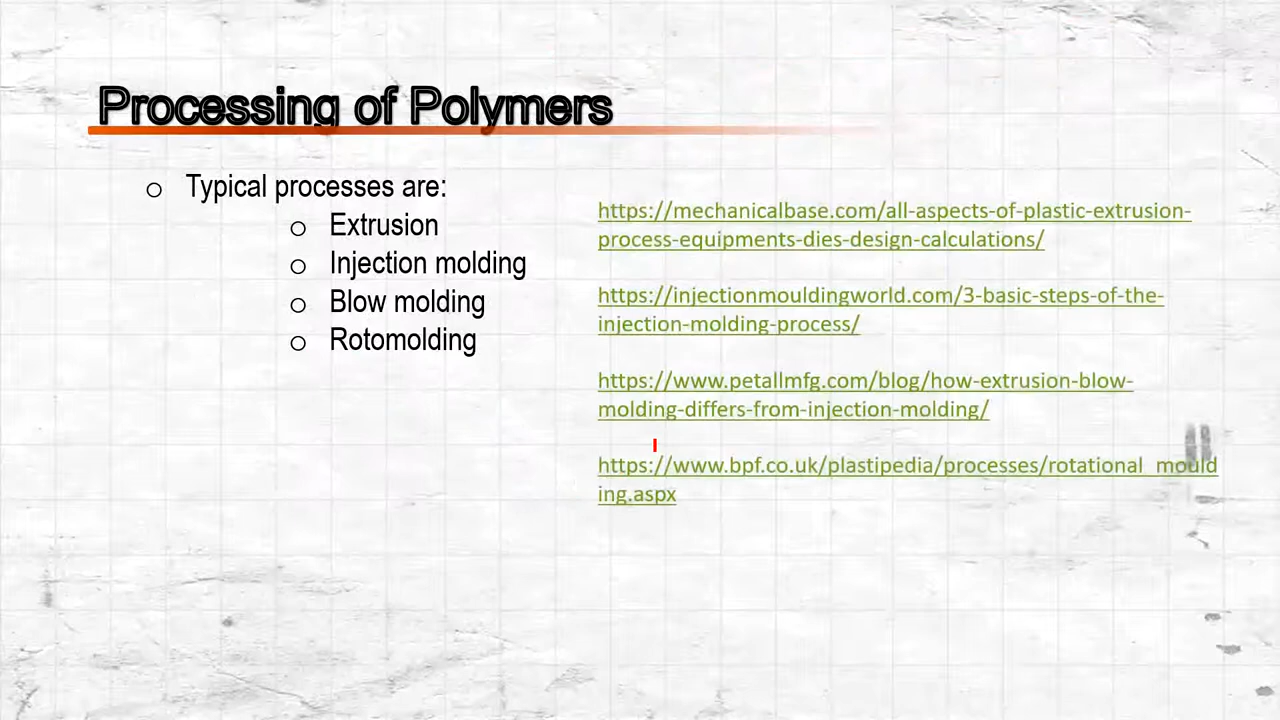 Processing of Polymers
o Typical processes are:
o Extrusion
o Injection molding
o Blow molding
o Rotomolding
https://mechanicalbase.com/all-aspects-of-plastic-extrusion-
process-equipments-dies-design-calculations/
https://injectionmouldingworld.com/3-basic-steps-of-the-
injection-molding-process/
https://www.petallmfg.com/blog/how-extrusion-blow-
molding-differs-from-injection-molding/
https://www.bpf.co.uk/plastipedia/processes/rotational_mould
ing.aspx